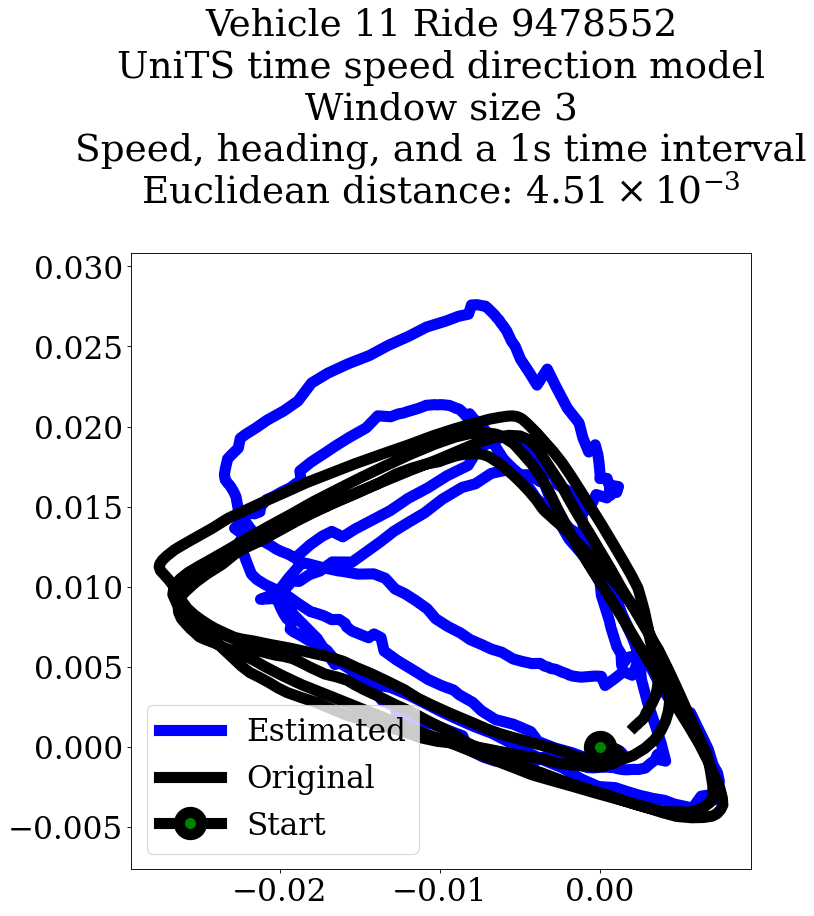 Vehicle 11 Ride 9478552
UniTS time speed direction model
Window size 3
Speed, heading, and a 1s time interval
Euclidean distance: 4.51 × 10⁻³
0.030
0.025
0.020
0.015
0.010
0.005
0.000
−0.005
Estimated
Original
Start
−0.02 −0.01 0.00